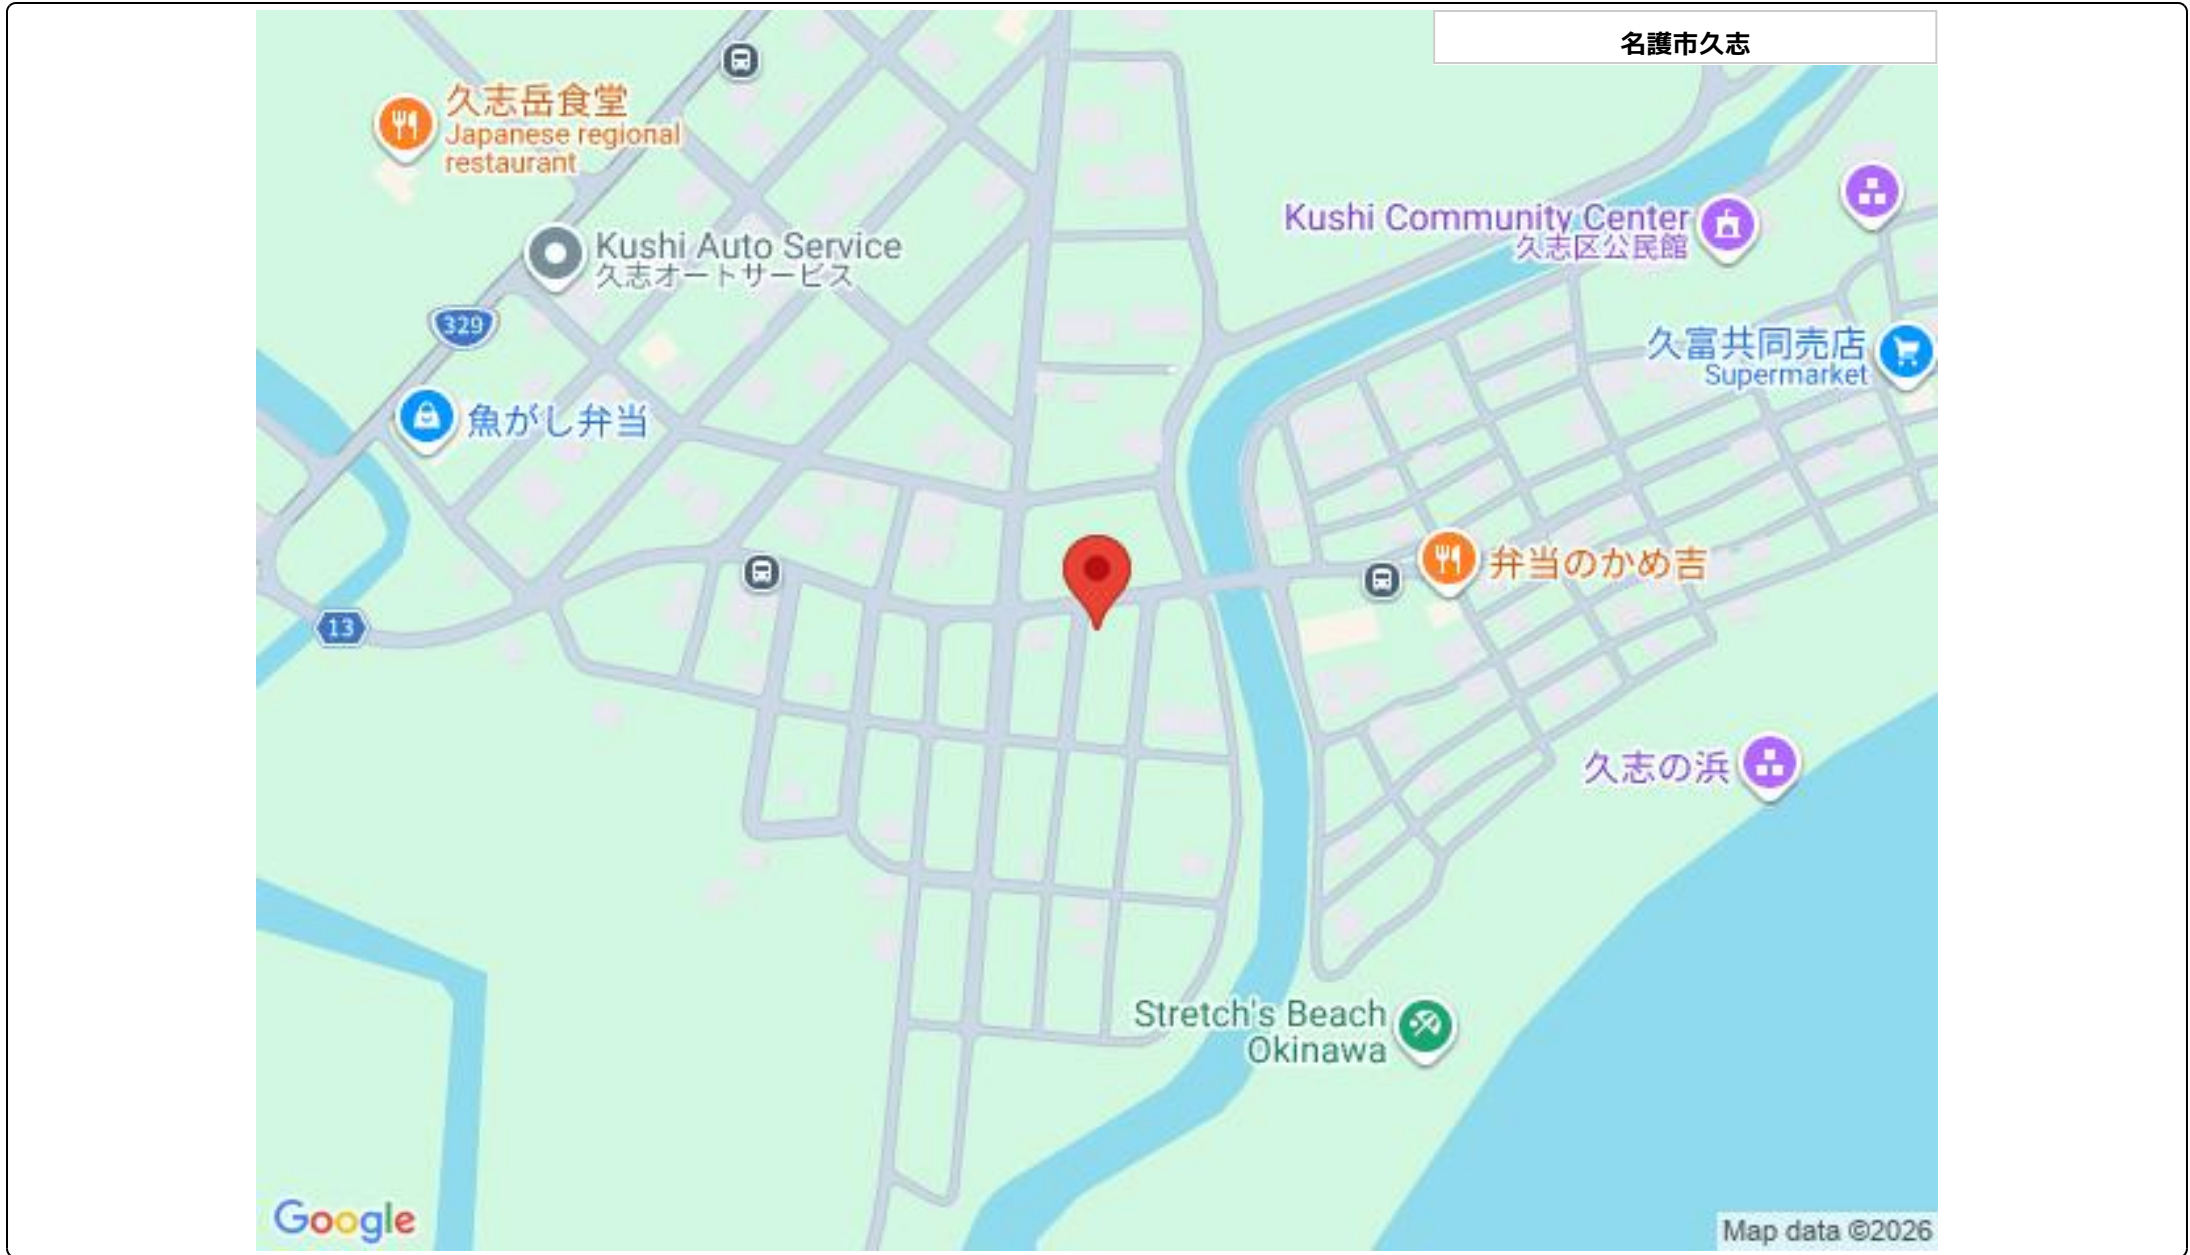 名護市久志
久志岳食堂
Japanese regional
restaurant
Kushi Community Center
久志区公民館
Kushi Auto Service
久志オートサービス
329
久富共同売店
Supermarket
魚がし弁当
弁当のかめ吉
13
久志の浜
Stretch's Beach
Okinawa
Google
Map data ©2026